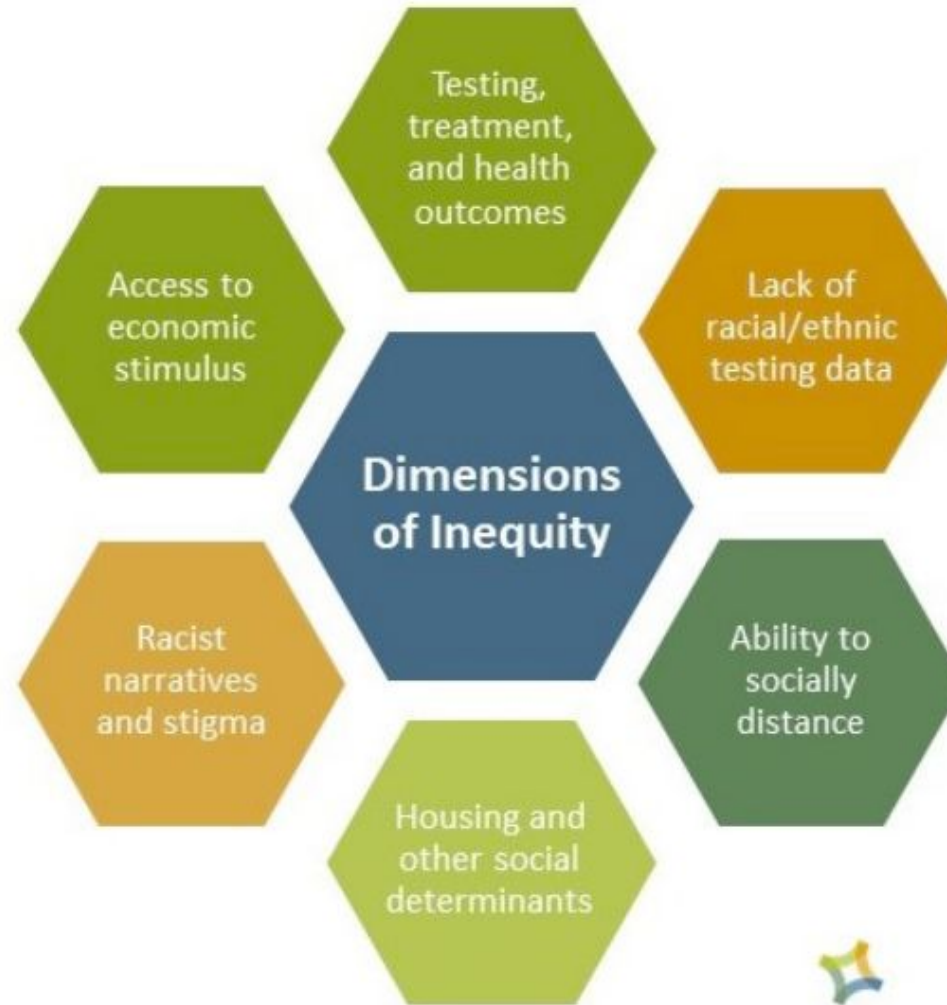 Testing,
treatment,
and health
outcomes
Access to
economic
stimulus
Lack of
racial/ethnic
testing data
Dimensions
of Inequity
Racist
narratives
and stigma
Ability to
socially
distance
Housing and
other social
determinants